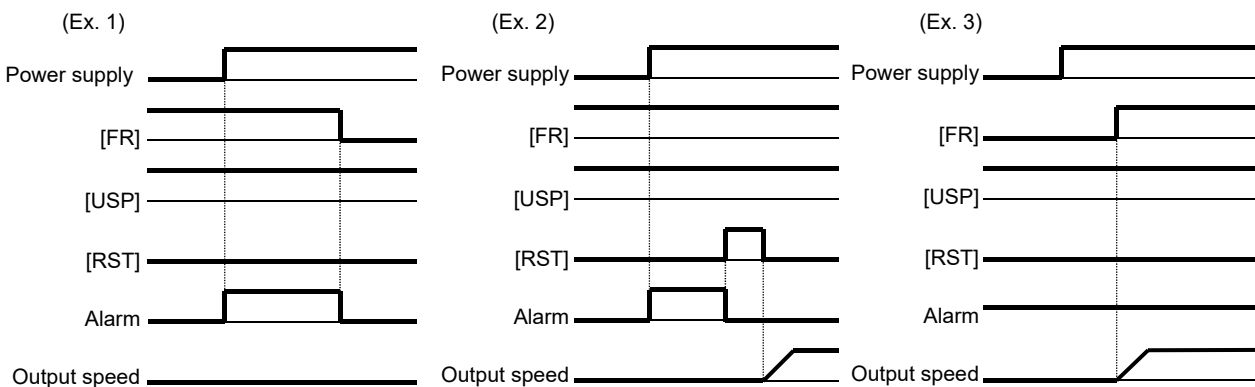 (Ex. 1)
Power supply
[FR]
[USP]
[RST]
Alarm
Output speed
(Ex. 2)
Power supply
[FR]
[USP]
[RST]
Alarm
Output speed
(Ex. 3)
Power supply
[FR]
[USP]
[RST]
Alarm
Output speed